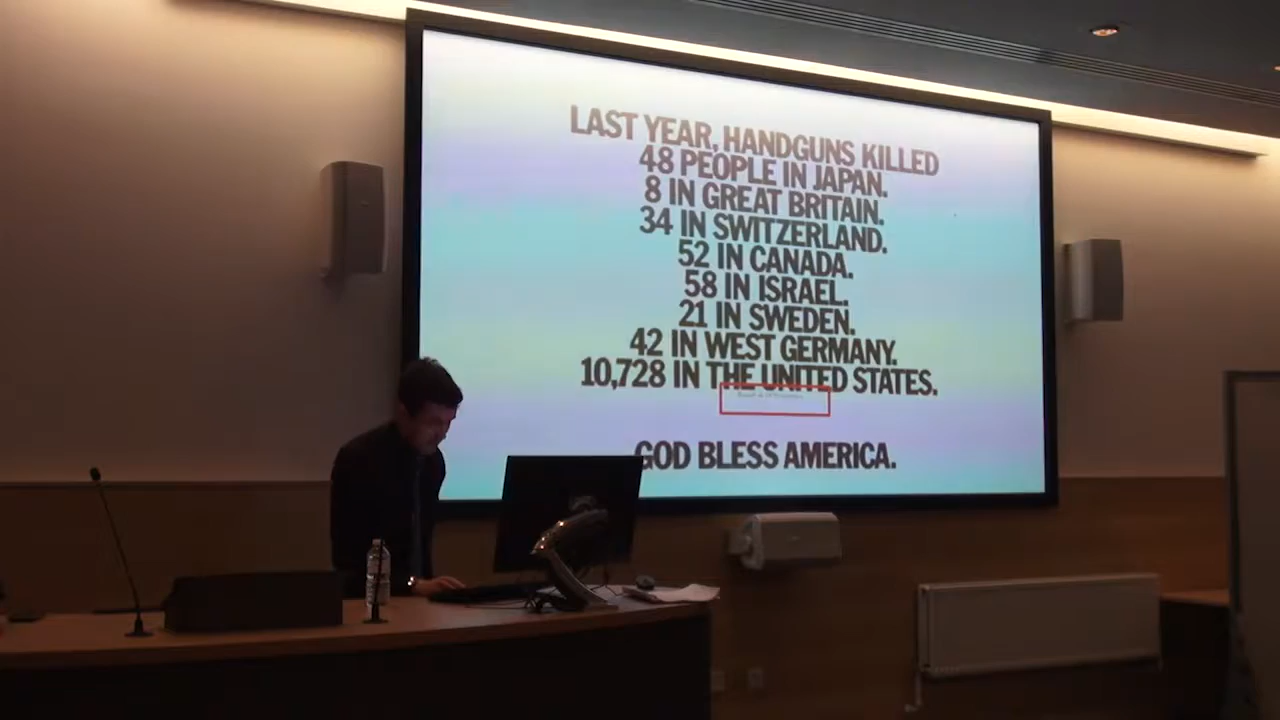 LAST YEAR, HANDGUNS KILLED
48 PEOPLE IN JAPAN.
8 IN GREAT BRITAIN.
34 IN SWITZERLAND.
52 IN CANADA.
58 IN ISRAEL.
21 IN SWEDEN.
42 IN WEST GERMANY.
10,728 IN THE UNITED STATES.
GOD BLESS AMERICA.